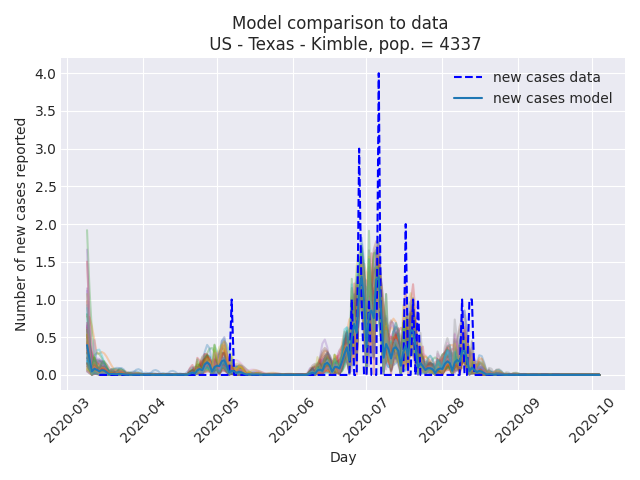 Model comparison to data
US - Texas - Kimble, pop. = 4337
new cases data
new cases model
Number of new cases reported
4.0
3.5
3.0
2.5
2.0
1.5
1.0
0.5
0.0
2020-03
2020-04
2020-05
2020-06
2020-07
2020-08
2020-09
2020-10
Day